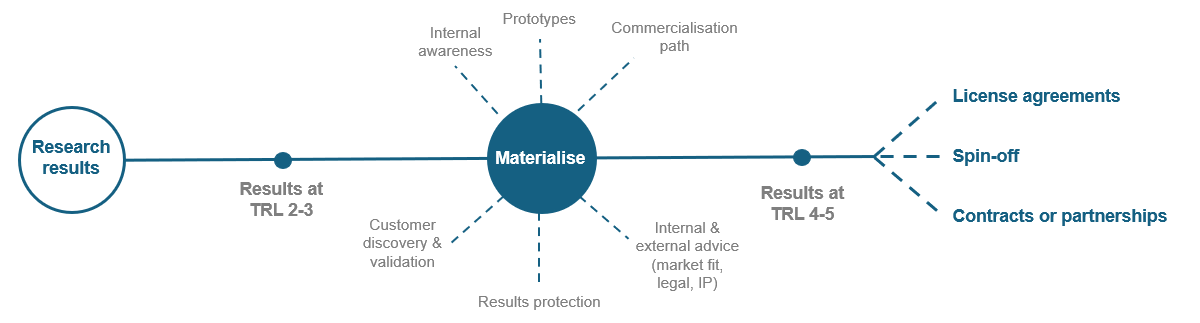 Research
results
Results at
TRL 2-3
Internal
awareness
Prototypes
Commercialisation
path
Materialise
Customer
discovery &
validation
Results protection
Internal &
external advice
(market fit,
legal, IP)
Results at
TRL 4-5
License agreements
Spin-off
Contracts or partnerships